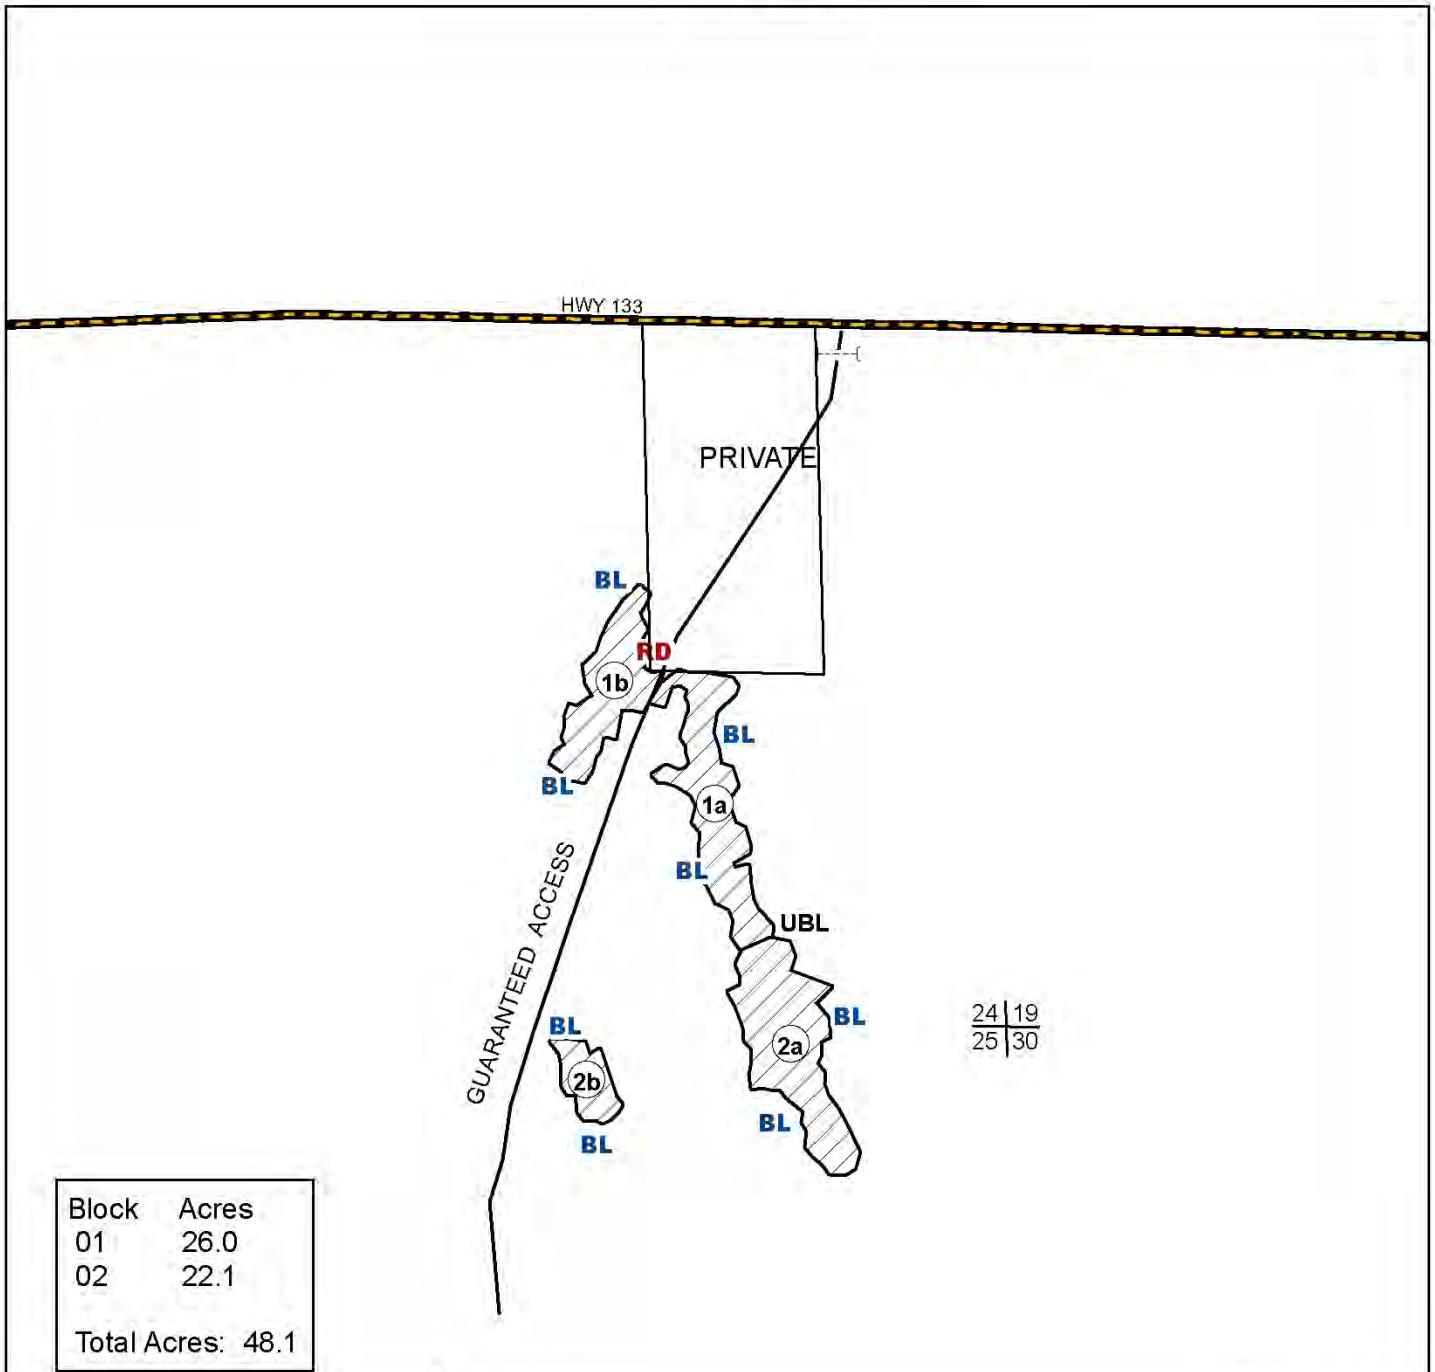 HWY 133
PRIVATE
BL
RD
1b
BL
BL
1a
BL
GUARANTEED ACCESS
UBL
24 19
25 30
BL
BL
2a
2b
BL
BL
Block Acres
01 26.0
02 22.1
Total Acres: 48.1